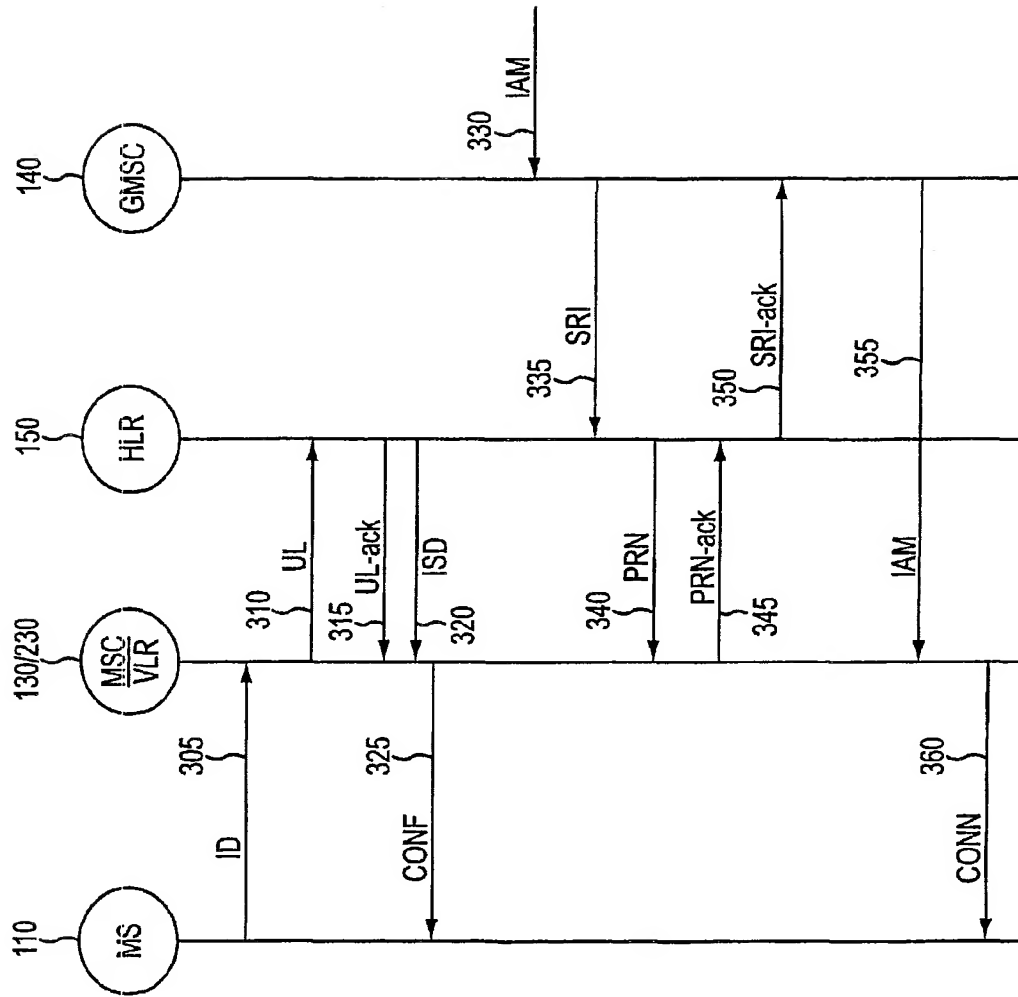 110
MS
130/230
MSC
VLR
150
HLR
140
GMSC
305
ID
310
UL
315
UL-ack
ISD
320
325
CONF
330
IAM
335
SRI
340
PRN
PRN-ack
345
350
SRI-ack
355
IAM
360
CONN